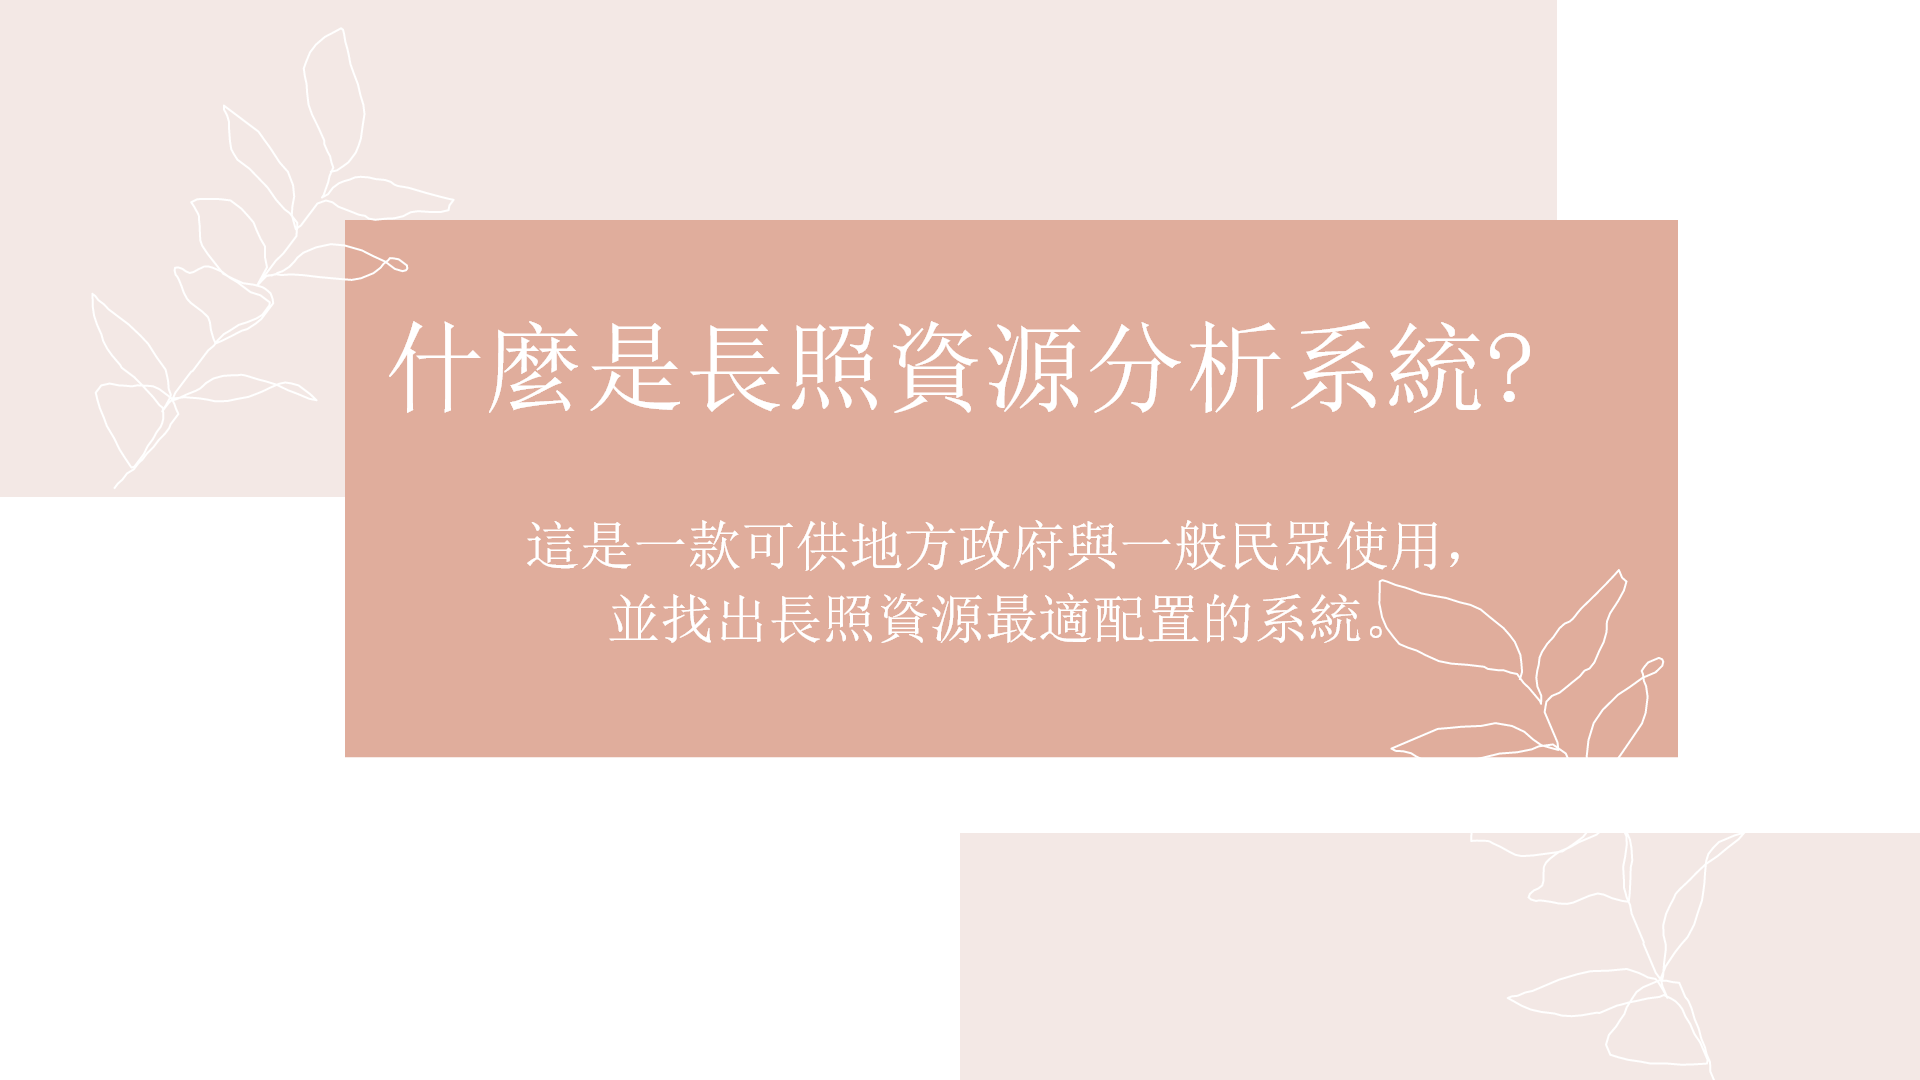 什麼是長照資源分析系統?
這是一款可供地方政府與一般民眾使用，
並找出長照資源最適配置的系統。